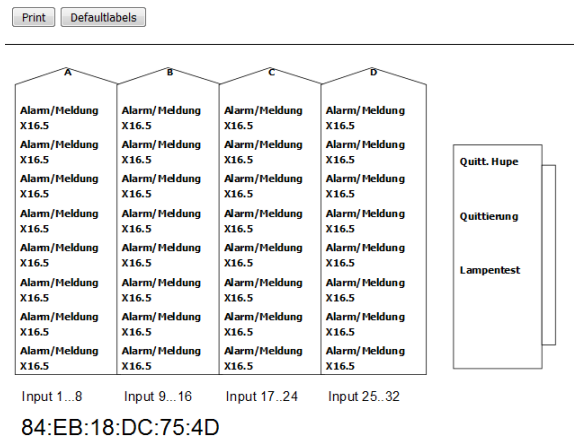 Print Defaultlabels
A B C D
Alarm/Meldung Alarm/Meldung Alarm/Meldung Alarm/Meldung
X16.5 X16.5 X16.5 X16.5
Alarm/Meldung Alarm/Meldung Alarm/Meldung Alarm/Meldung
X16.5 X16.5 X16.5 X16.5
Alarm/Meldung Alarm/Meldung Alarm/Meldung Alarm/Meldung
X16.5 X16.5 X16.5 X16.5
Alarm/Meldung Alarm/Meldung Alarm/Meldung Alarm/Meldung
X16.5 X16.5 X16.5 X16.5
Alarm/Meldung Alarm/Meldung Alarm/Meldung Alarm/Meldung
X16.5 X16.5 X16.5 X16.5
Alarm/Meldung Alarm/Meldung Alarm/Meldung Alarm/Meldung
X16.5 X16.5 X16.5 X16.5
Alarm/Meldung Alarm/Meldung Alarm/Meldung Alarm/Meldung
X16.5 X16.5 X16.5 X16.5
Alarm/Meldung Alarm/Meldung Alarm/Meldung Alarm/Meldung
X16.5 X16.5 X16.5 X16.5
Quitt. Hupe
Quittierung
Lampentest
Input 1...8 Input 9...16 Input 17..24 Input 25..32
84:EB:18:DC:75:4D